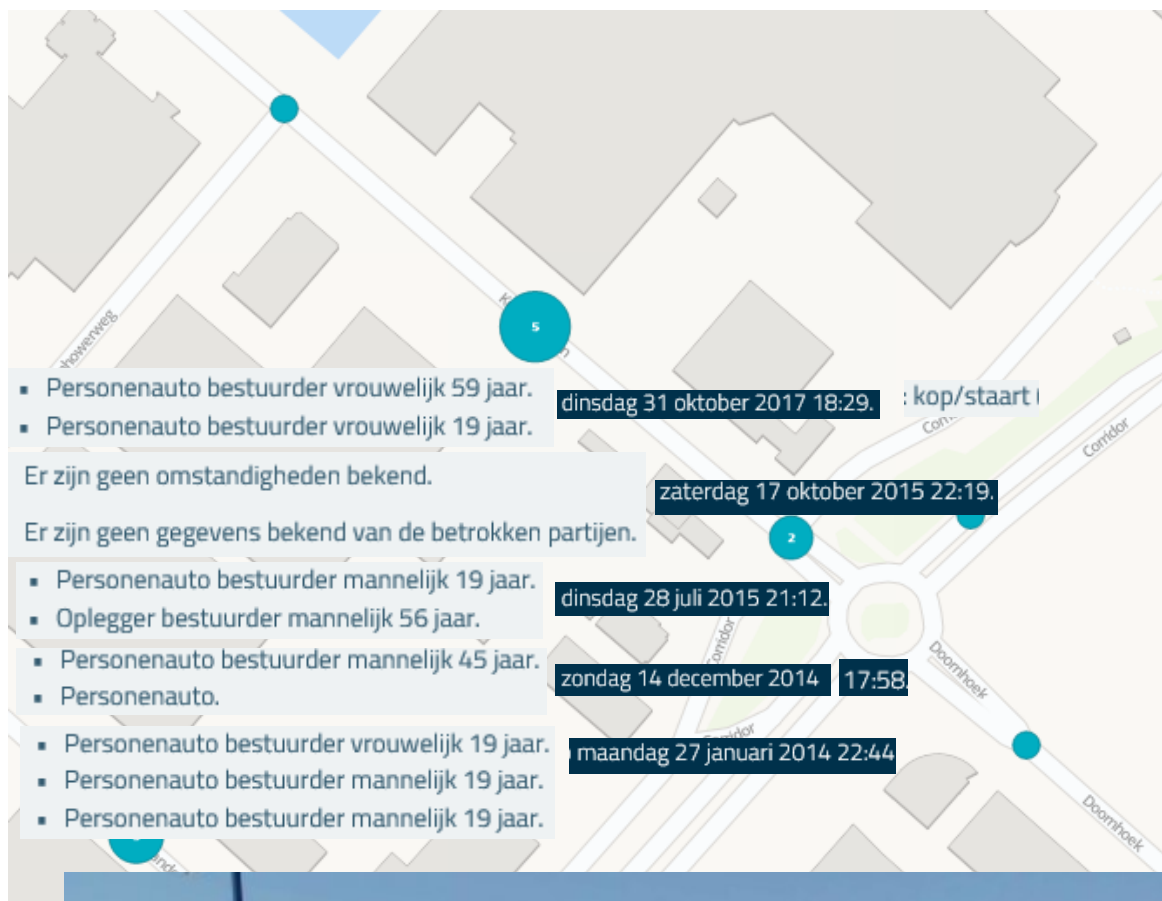 5
howerweg
▪ Personenauto bestuurder vrouwelijk 59 jaar.
dinsdag 31 oktober 2017 18:29.
: kop/staart
▪ Personenauto bestuurder vrouwelijk 19 jaar.
Corridor
Er zijn geen omstandigheden bekend.
zaterdag 17 oktober 2015 22:19.
Er zijn geen gegevens bekend van de betrokken partijen.
2
▪ Personenauto bestuurder mannelijk 19 jaar.
dinsdag 28 juli 2015 21:12.
▪ Oplegger bestuurder mannelijk 56 jaar.
Corridor
Doornhoek
▪ Personenauto bestuurder mannelijk 45 jaar.
zondag 14 december 2014 17:58.
▪ Personenauto.
▪ Personenauto bestuurder vrouwelijk 19 jaar.
maandag 27 januari 2014 22:44
▪ Personenauto bestuurder mannelijk 19 jaar.
▪ Personenauto bestuurder mannelijk 19 jaar.
Doornhoek